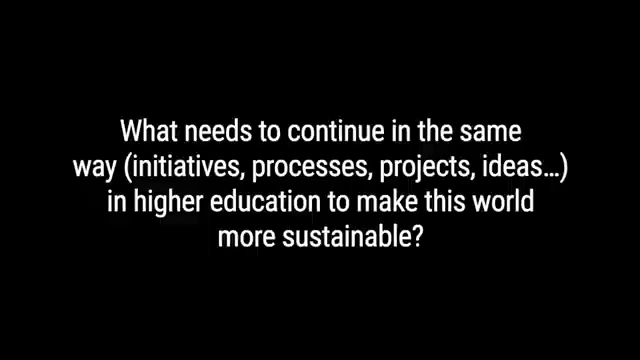 What needs to continue in the same
way (initiatives, processes, projects, ideas…)
in higher education to make this world
more sustainable?